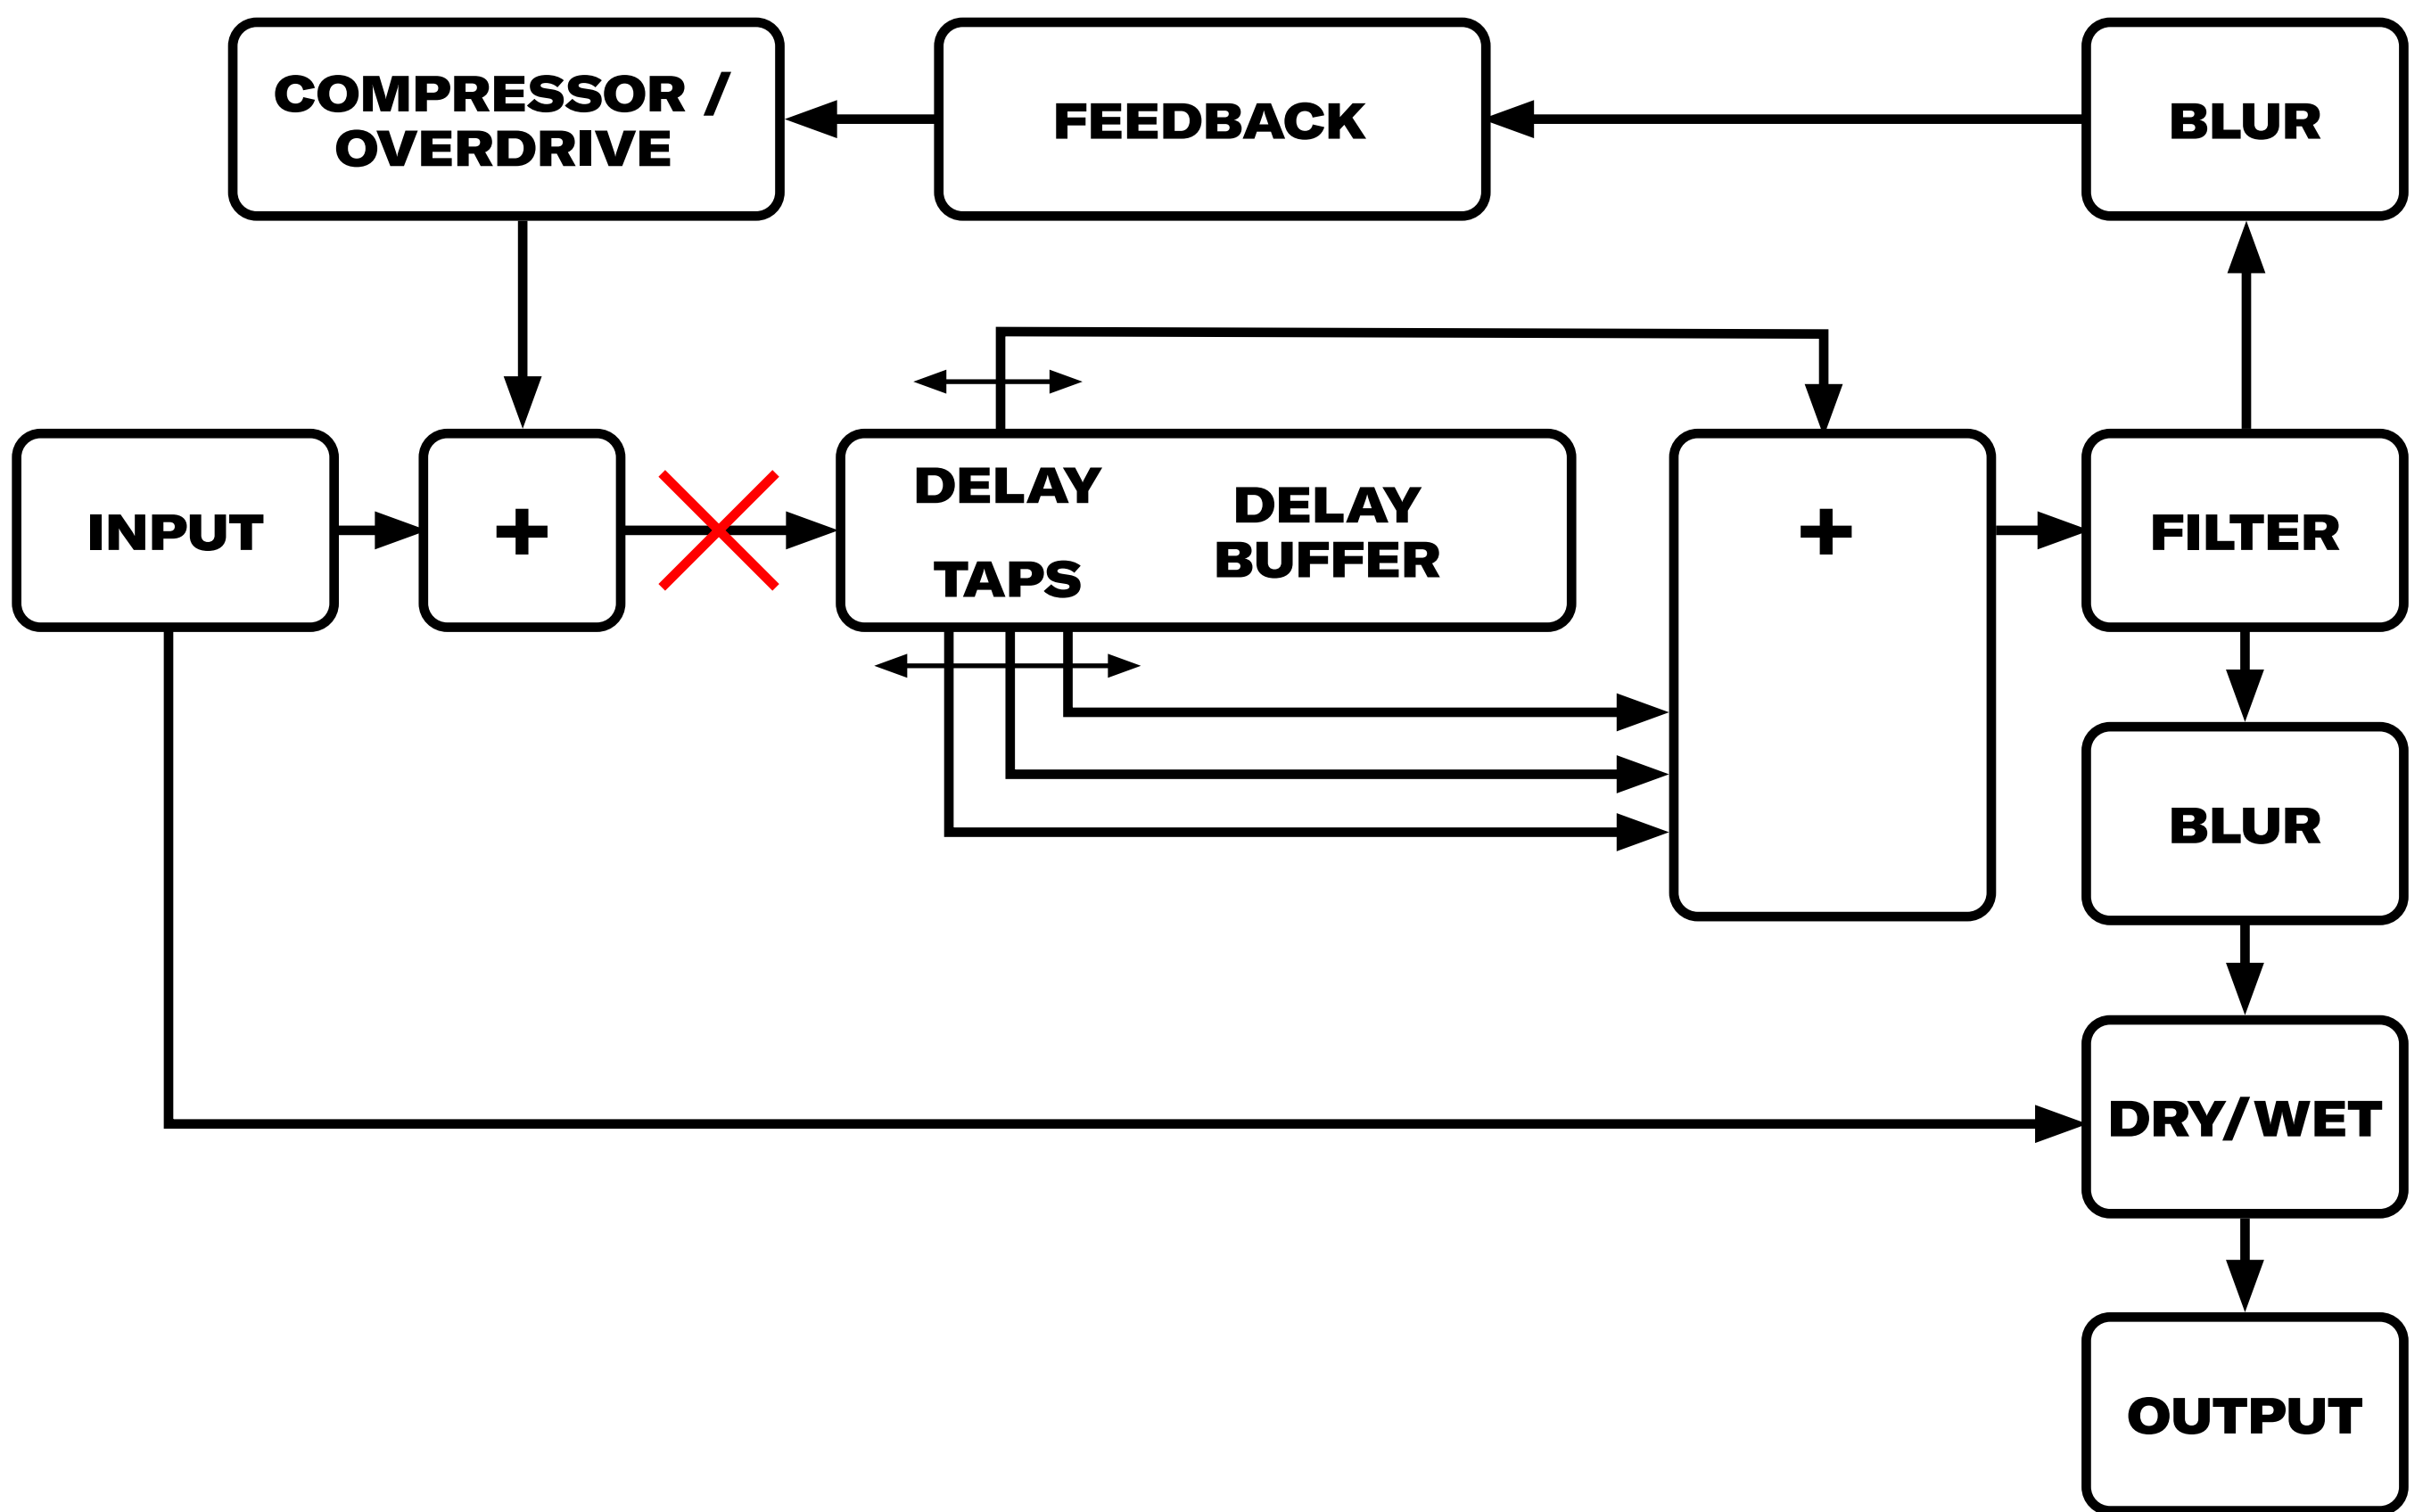 COMPRESSOR /
OVERDRIVE
FEEDBACK
BLUR
INPUT
+
DELAY
TAPS
DELAY
BUFFER
+
FILTER
BLUR
DRY/WET
OUTPUT